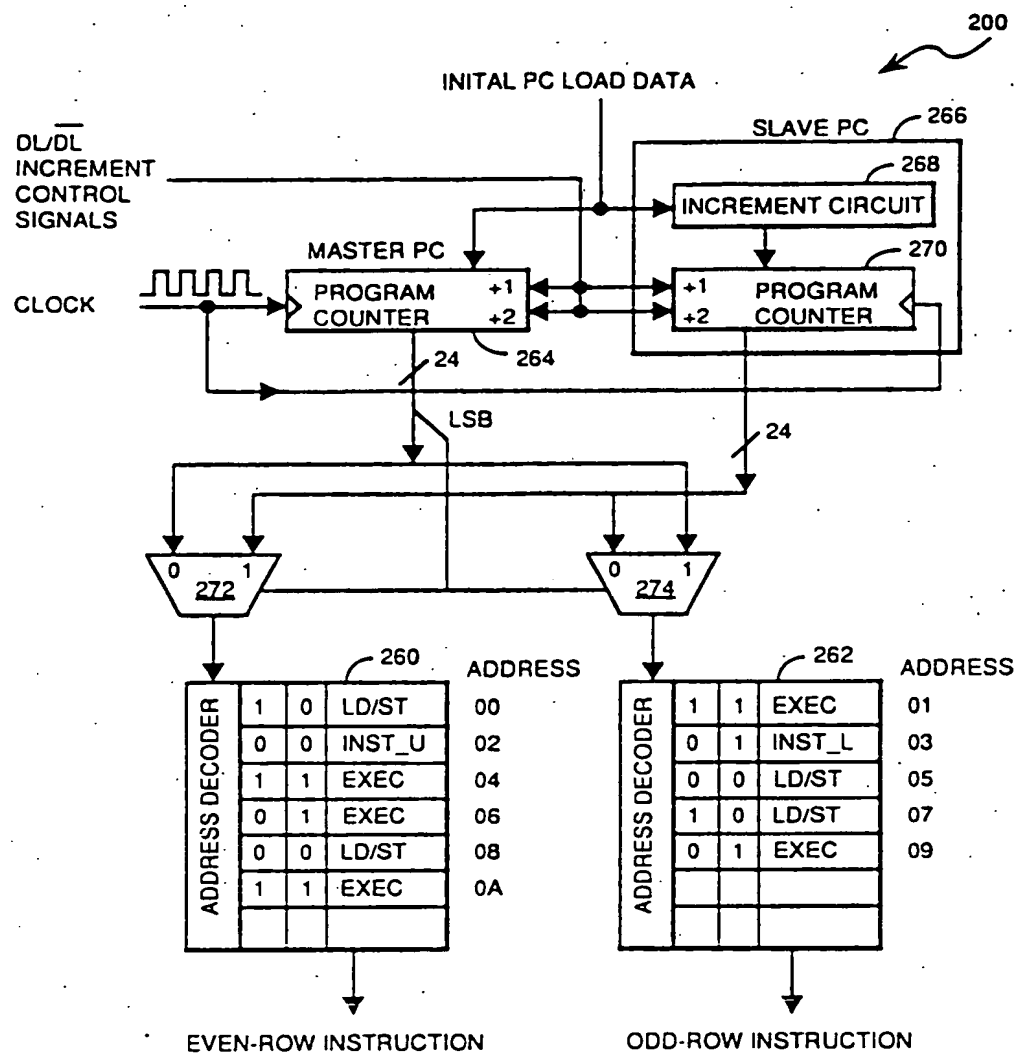 200
INITAL PC LOAD DATA
DL/DL
INCREMENT
CONTROL
SIGNALS
SLAVE PC
266
268
INCREMENT CIRCUIT
MASTER PC
270
CLOCK
PROGRAM
COUNTER
+1
+2
+1
+2
PROGRAM
COUNTER
264
24
LSB
24
0 1
272
0 1
274
260
ADDRESS
ADDRESS DECODER
1 0 LD/ST 00
0 0 INST_U 02
1 1 EXEC 04
0 1 EXEC 06
0 0 LD/ST 08
1 1 EXEC 0A
EVEN-ROW INSTRUCTION
262
ADDRESS
ADDRESS DECODER
1 1 EXEC 01
0 1 INST_L 03
0 0 LD/ST 05
1 0 LD/ST 07
0 1 EXEC 09
ODD-ROW INSTRUCTION